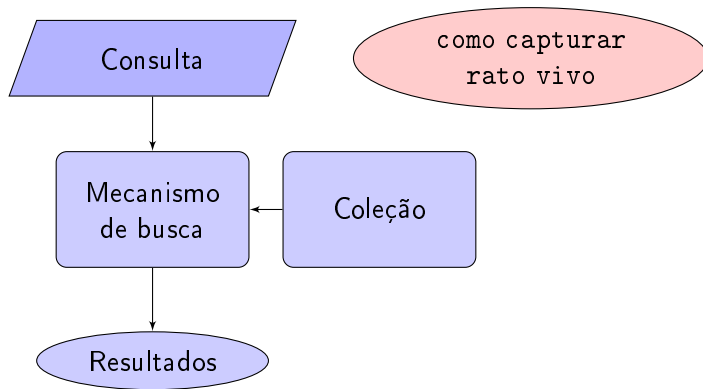 Consulta
como capturar
rato vivo
Mecanismo
de busca
Coleção
Resultados